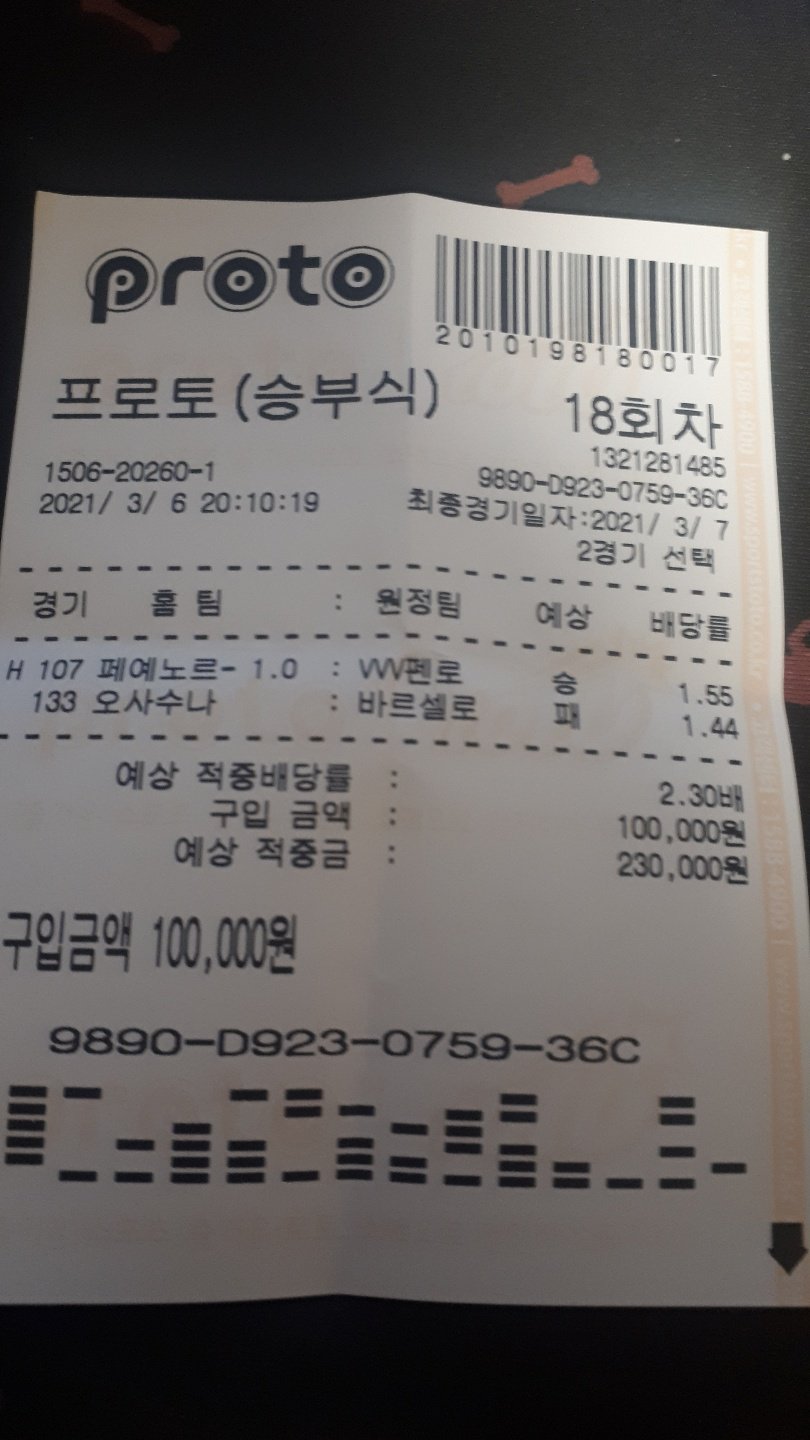 proto
2010198180017
프로토(승부식)
18회차
1321281485
1506-20260-1
9890-D923-0759-36C
2021/ 3/ 6 20:10:19
최종경기일자:2021/ 3/ 7
2경기 선택
경기 홈 팀 : 원정팀 예상 배당률
H 107 페예노르- 1.0 : VVV펜로 승 1.55
133 오사수나 : 바르셀로 패 1.44
예상 적중배당률 : 2.30배
구입 금액 : 100,000원
예상 적중금 : 230,000원
구입금액 100,000원
9890-D923-0759-36C